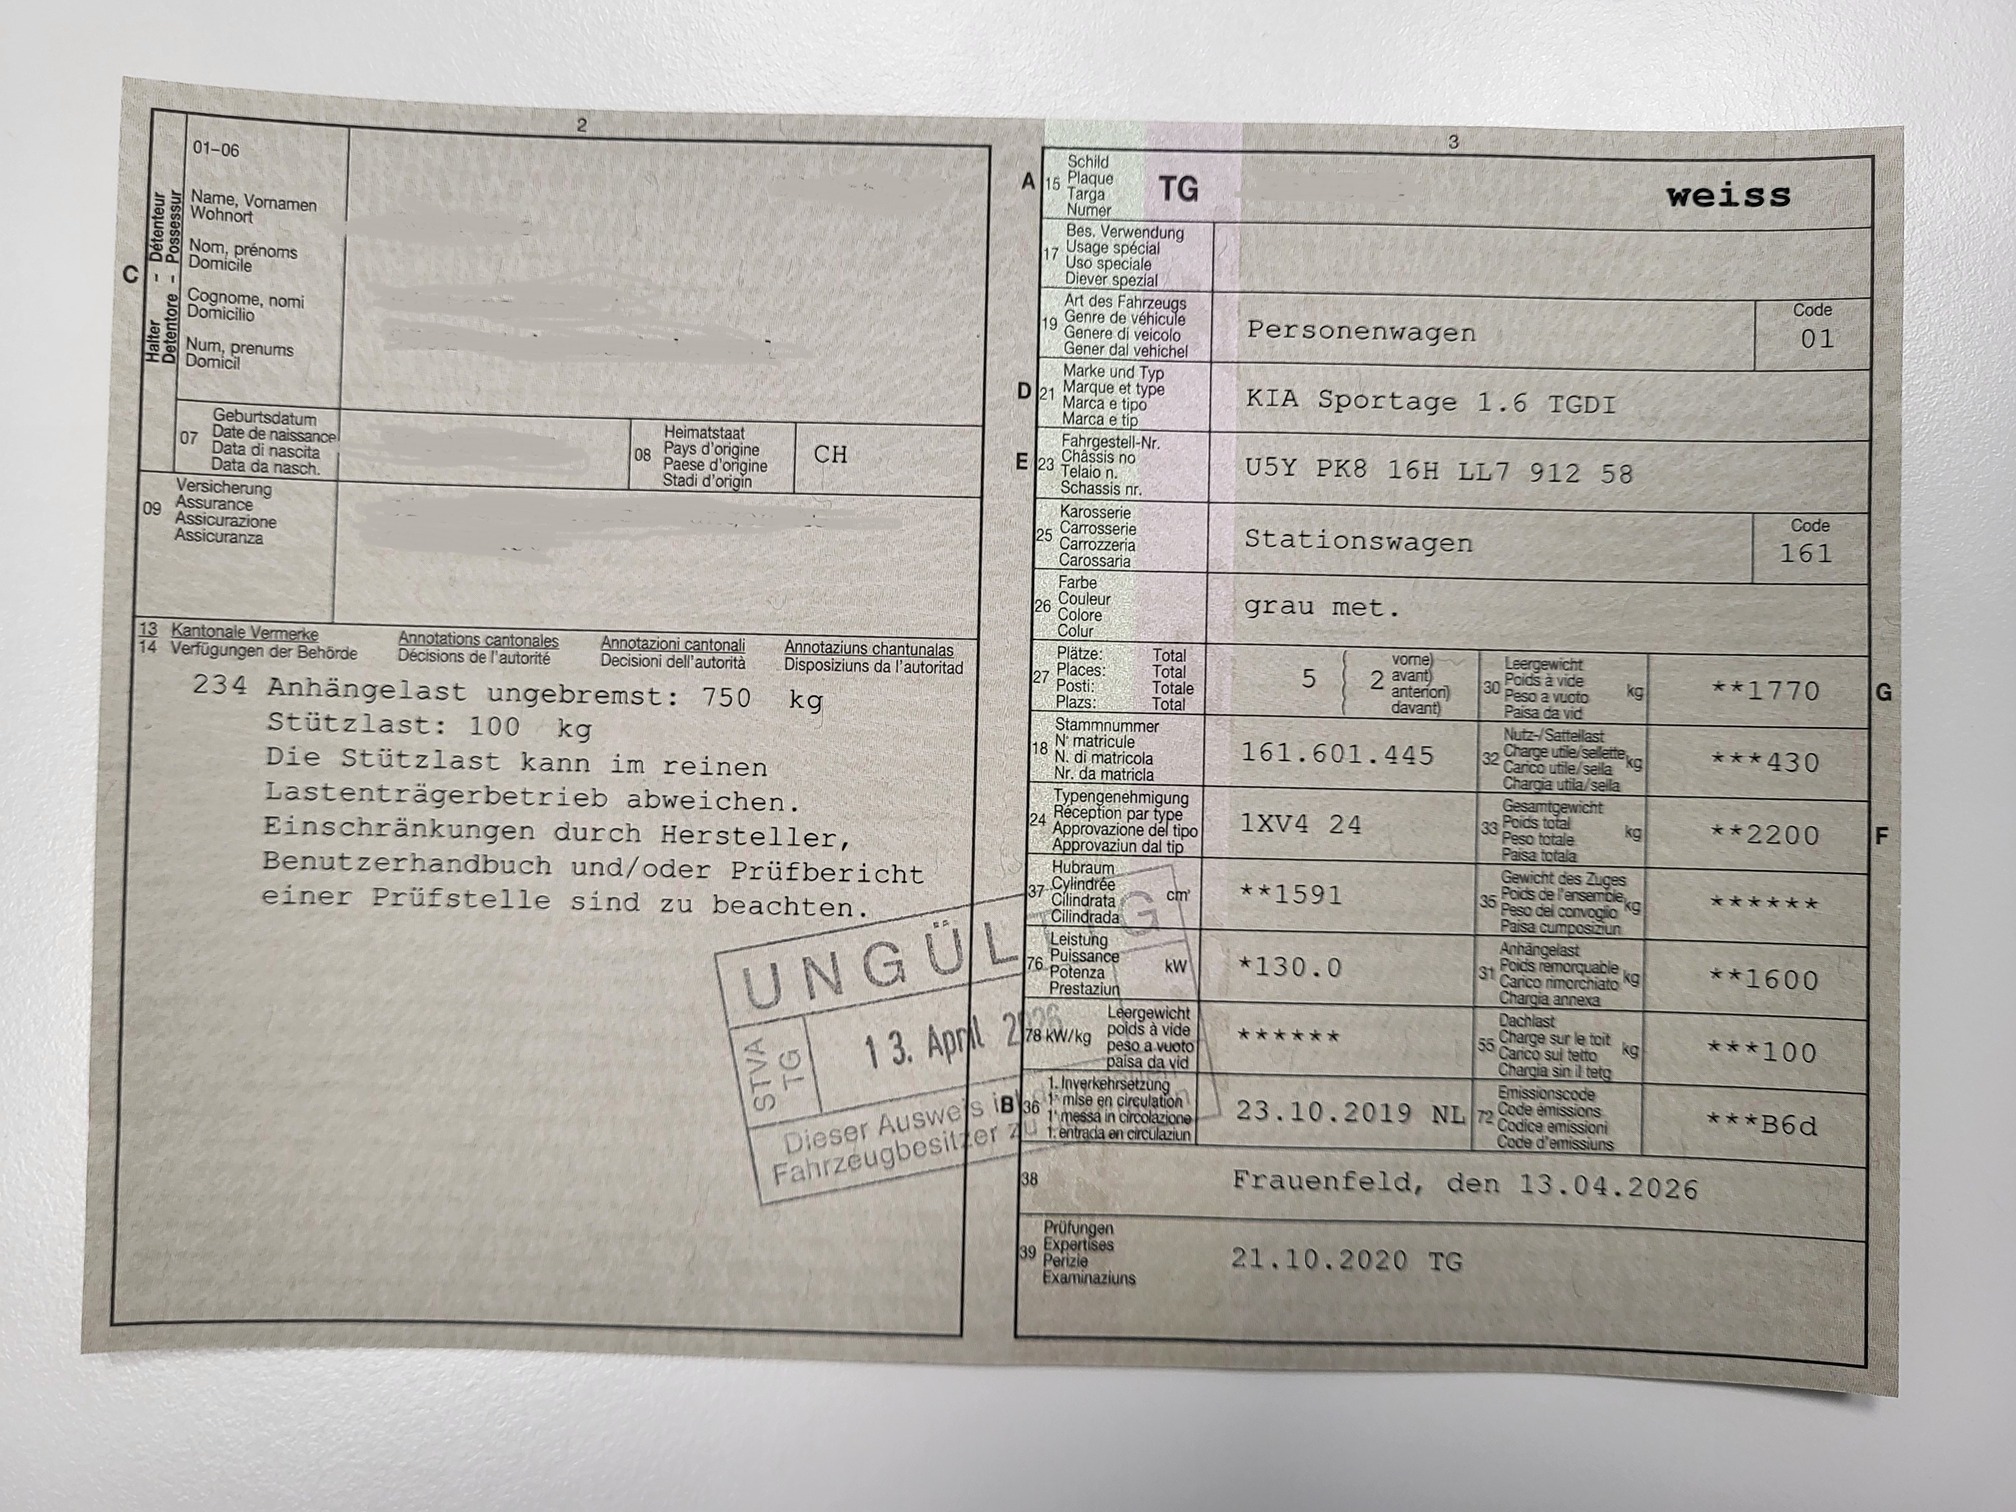 2
01-06
Name, Vornamen
Wohnort
Nom, prénoms
Domicile
Cognome, nomi
Domicilio
Num, prenums
Domicil
C
Halter - Détenteur
Detentore - Possessur
07
Geburtsdatum
Date de naissance
Data di nascita
Data da nasch.
08
Heimatstaat
Pays d'origine
Paese d'origine
Stadi d'origin
CH
09
Versicherung
Assurance
Assicurazione
Assicuranza
13 Kantonale Vermerke Annotations cantonales Annotazioni cantonali Annotaziuns chantunalas
14 Verfügungen der Behörde Décisions de l'autorité Decisioni dell'autorità Disposiziuns da l'autoritad
234 Anhängelast ungebremst: 750 kg
Stützlast: 100 kg
Die Stützlast kann im reinen
Lastenträgerbetrieb abweichen.
Einschränkungen durch Hersteller,
Benutzerhandbuch und/oder Prüfbericht
einer Prüfstelle sind zu beachten.
UNGÜLTIG
STVA
TG
13. April 2026
Dieser Ausweis
Fahrzeugbesitzer
3
A 15
Schild
Plaque
Targa
Numer
TG weiss
17
Bes. Verwendung
Usage spécial
Uso speciale
Diever spezial
19
Art des Fahrzeugs
Genre de véhicule
Genere di veicolo
Gener dal vehichel
Personenwagen
Code
01
D 21
Marke und Typ
Marque et type
Marca e tipo
Marca e tip
KIA Sportage 1.6 TGDI
E 23
Fahrgestell-Nr.
Châssis no
Telaio n.
Schassis nr.
U5Y PK8 16H LL7 912 58
25
Karosserie
Carrosserie
Carrozzeria
Carossaria
Stationswagen
Code
161
26
Farbe
Couleur
Colore
Colur
grau met.
27
Plätze: Total
Places: Total
Posti: Totale
Plazs: Total
5 2
vorne)
avant)
anteriori)
davant)
30
Leergewicht
Poids à vide
Peso a vuoto
Paisa da vid
kg
**1770
G
18
Stammnummer
N° matricule
N. di matricola
Nr. da matricla
161.601.445
32
Nutz-/Sattellast
Charge utile/sellette
Carico utile/sella
Chargia utila/sella
kg
***430
24
Typengenehmigung
Réception par type
Approvazione del tipo
Approvaziun dal tip
1XV4 24
33
Gesamtgewicht
Poids total
Peso totale
Paisa totala
kg
**2200
F
37
Hubraum
Cylindrée
Cilindrata
Cilindrada
cm³
**1591
35
Gewicht des Zuges
Poids de l'ensemble
Peso del convoglio
Paisa cumposiziun
kg
******
76
Leistung
Puissance
Potenza
Prestaziun
kW
*130.0
31
Anhängelast
Poids remorquable
Carico rimorchiato
Chargia annexa
kg
**1600
78 kW/kg
Leergewicht
poids à vide
peso a vuoto
paisa da vid
******
55
Dachlast
Charge sur le toit
Carico sul tetto
Chargia sin il tetg
kg
***100
B 36
1. Inverkehrsetzung
1re mise en circulation
1a messa in circolazione
1. entrada en circulaziun
23.10.2019 NL
72
Emissionscode
Code émissions
Codice emissioni
Code d'emissiuns
***B6d
38
Frauenfeld, den 13.04.2026
39
Prüfungen
Expertises
Perizie
Examinaziuns
21.10.2020 TG